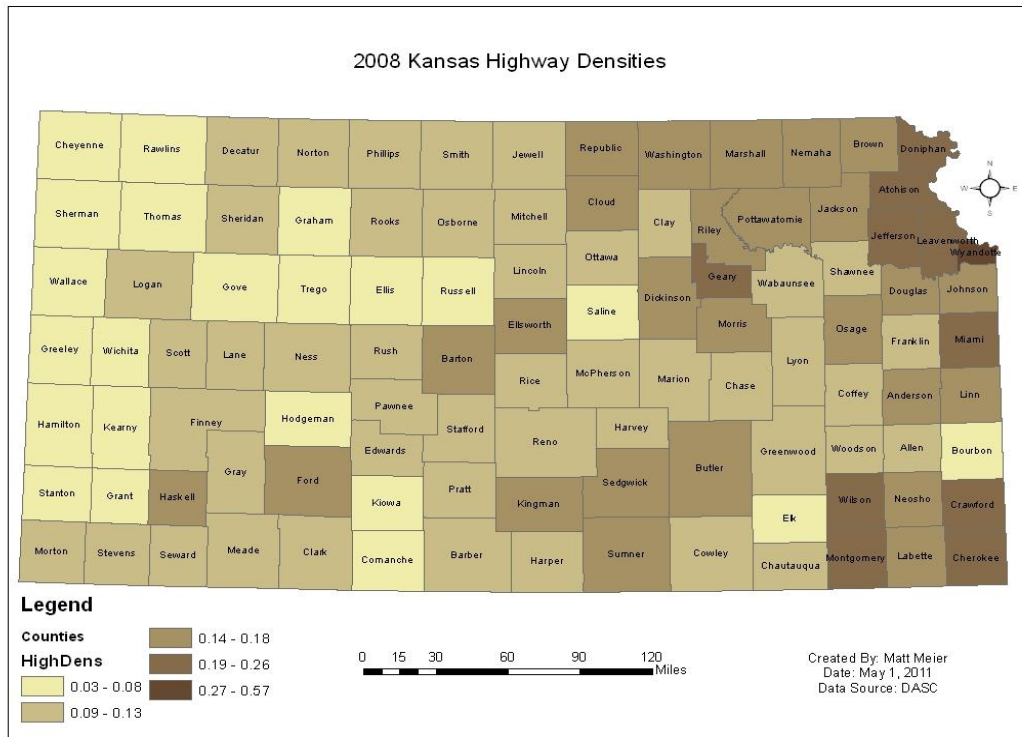 2008 Kansas Highway Densities
Cheyenne Rawlins Decatur Norton Phillips Smith Jewell Republic Washington Marshall Nemaha Brown Doniphan
N
W E
S
Sherman Thomas Sheridan Graham Rooks Osborne Mitchell Cloud Clay Riley Pottawatomie Jackson Atchison
Jefferson Leavenworth Wyandotte
Wallace Logan Gove Trego Ellis Russell Lincoln Ottawa Saline Dickinson Geary Wabaunsee Shawnee Douglas Johnson
Greeley Wichita Scott Lane Ness Rush Barton Ellsworth Rice McPherson Marion Morris Chase Lyon Osage Franklin Miami
Hamilton Kearny Finney Hodgeman Pawnee Stafford Reno Harvey Coffey Anderson Linn
Stanton Grant Haskell Gray Ford Edwards Kiowa Pratt Kingman Sedgwick Butler Greenwood Elk Woodson Allen Bourbon
Wilson Neosho Crawford
Morton Stevens Seward Meade Clark Comanche Barber Harper Sumner Cowley Chautauqua Montgomery Labette Cherokee
Legend
Counties
HighDens
0.03 - 0.08
0.09 - 0.13
0.14 - 0.18
0.19 - 0.26
0.27 - 0.57
0 15 30 60 90 120
Miles
Created By: Matt Meier
Date: May 1, 2011
Data Source: DASC